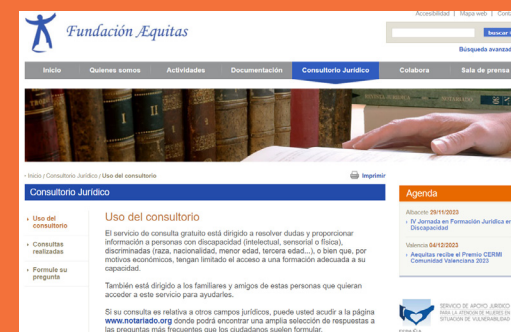 Accesibilidad | Mapa web |
Fundación Æquitas
buscar
Búsqueda avanzad
Inicio
Quienes somos
Actividades
Documentación
Consultorio Jurídico
Colabora
Sala de prensa
I
II
Inicio / Consultorio Jurídico / Uso del consultorio
Imprimir
Consultorio Jurídico
Uso del
consultorio
Consultas
realizadas
Formule su
pregunta
Uso del consultorio
El servicio de consulta gratuito está dirigido a resolver dudas y proporcionar
información a personas con discapacidad (intelectual, sensorial o física),
discriminadas (raza, nacionalidad, menor edad, tercera edad...), o bien que, por
motivos económicos, tengan limitado el acceso a una formación adecuada a su
capacidad.
También está dirigido a los familiares y amigos de estas personas que quieran
acceder a este servicio para ayudarles.
Si su consulta es relativa a otros campos jurídicos, puede usted acudir a la página
www.notariado.org donde podrá encontrar una amplia selección de respuestas a
las preguntas más frecuentes que los ciudadanos suelen formular.
Agenda
Albacete 29/11/2023
IV Jornada en Formación Jurídica en
Discapacidad
Valencia 04/12/2023
Aequitas recibe el Premio CERMI
Comunidad Valenciana 2023
SERVICIO DE APOYO JURÍDICO
PARA LA ATENCIÓN DE MUJERES EN
SITUACIÓN DE VULNERABILIDAD